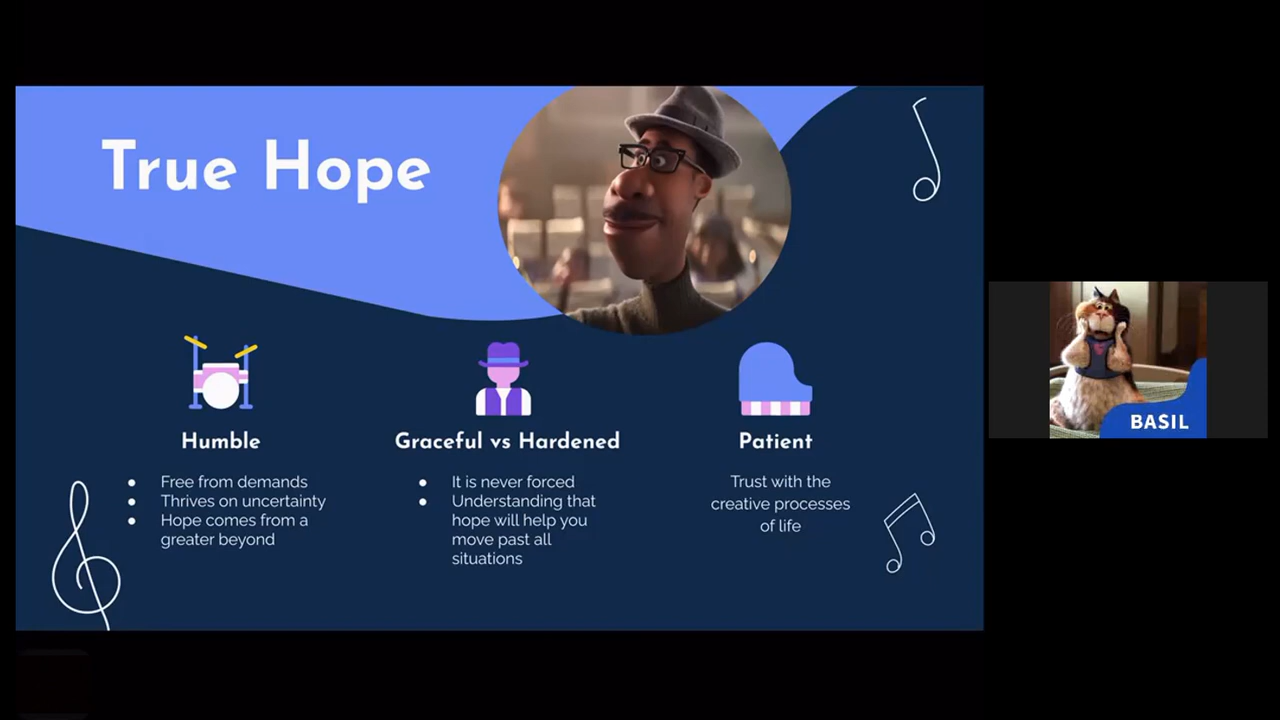 True Hope
Humble
Free from demands
Thrives on uncertainty
Hope comes from a
greater beyond
Graceful vs Hardened
It is never forced
Understanding that
hope will help you
move past all
situations
Patient
Trust with the
creative processes
of life
BASIL